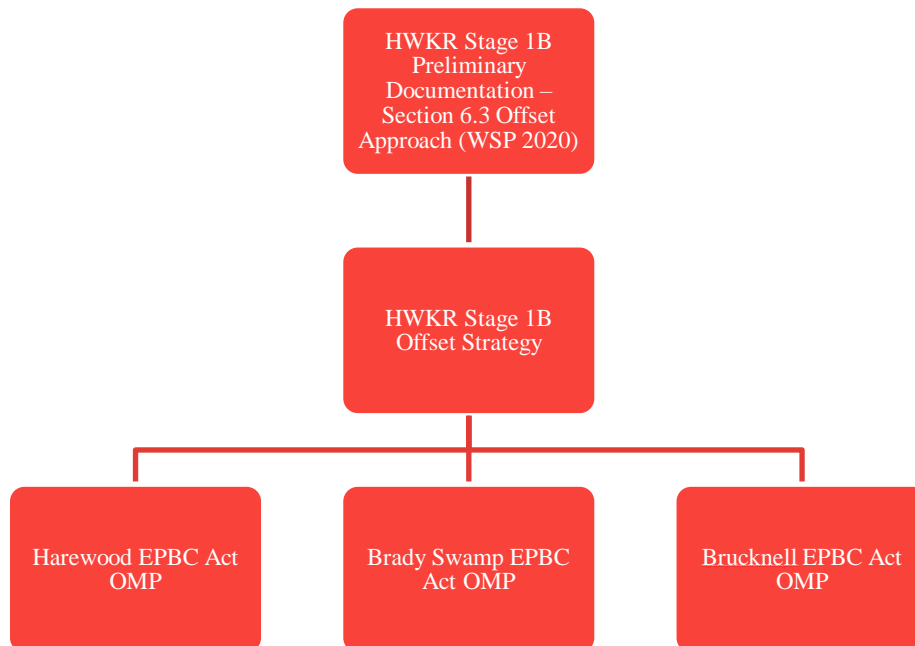 HWKR Stage 1B
Preliminary
Documentation –
Section 6.3 Offset
Approach (WSP 2020)
HWKR Stage 1B
Offset Strategy
Harewood EPBC Act
OMP
Brady Swamp EPBC
Act OMP
Brucknell EPBC Act
OMP